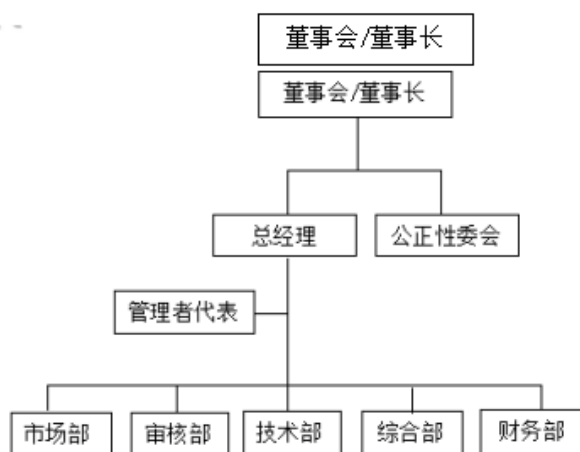 董事会/董事长
董事会/董事长
总经理
公正性委会
管理者代表
市场部
审核部
技术部
综合部
财务部